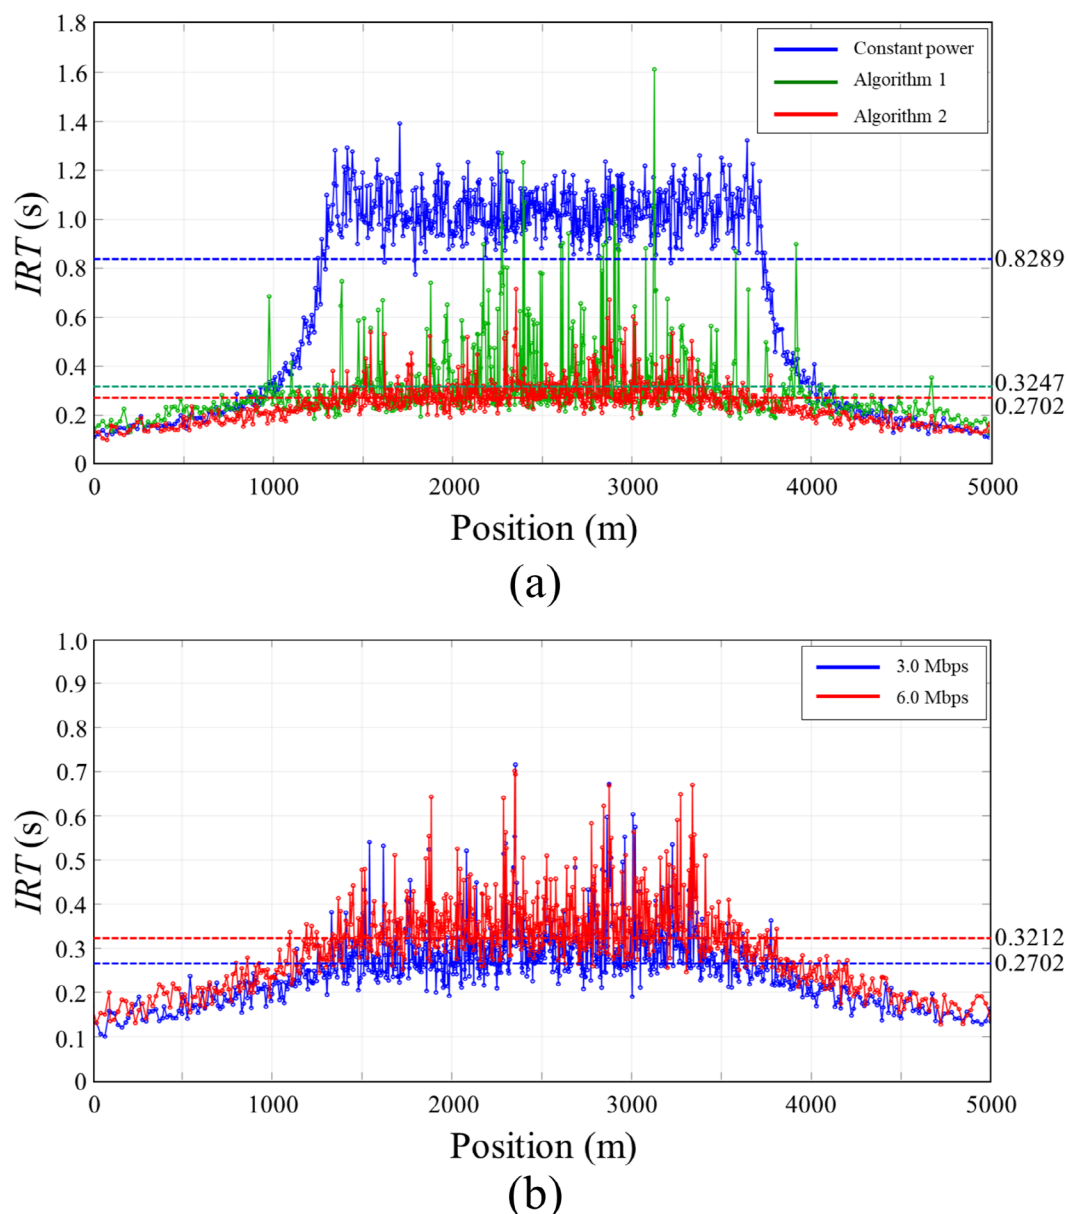 1.8
1.6
1.4
1.2
1.0
0.8
0.6
0.4
0.2
0
IRT (s)
Constant power
Algorithm 1
Algorithm 2
0.8289
0.3247
0.2702
0 1000 2000 3000 4000 5000
Position (m)
(a)
1.0
0.9
0.8
0.7
0.6
0.5
0.4
0.3
0.2
0.1
0
IRT (s)
3.0 Mbps
6.0 Mbps
0.3212
0.2702
0 1000 2000 3000 4000 5000
Position (m)
(b)